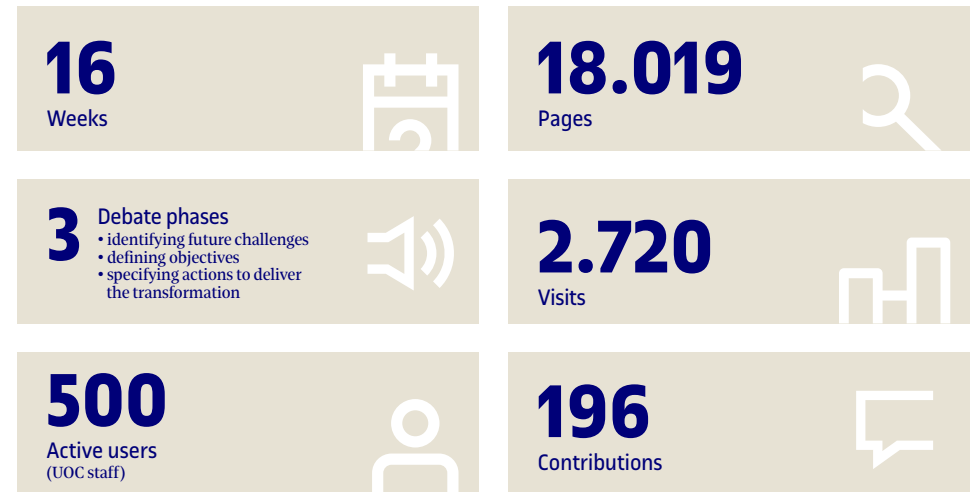 16
Weeks
18.019
Pages
3
Debate phases
• identifying future challenges
• defining objectives
• specifying actions to deliver
the transformation
2.720
Visits
500
Active users
(UOC staff)
196
Contributions